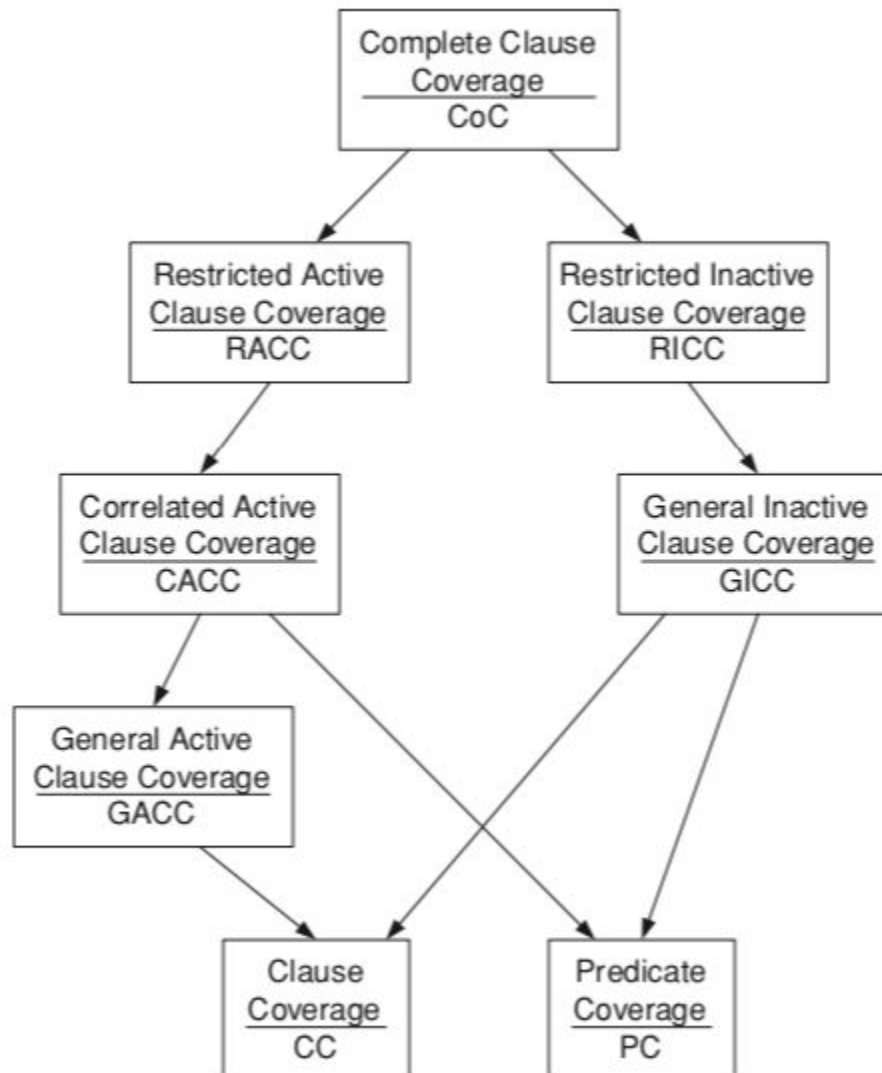 Complete Clause
Coverage
CoC
Restricted Active
Clause Coverage
RACC
Restricted Inactive
Clause Coverage
RICC
Correlated Active
Clause Coverage
CACC
General Inactive
Clause Coverage
GICC
General Active
Clause Coverage
GACC
Clause
Coverage
CC
Predicate
Coverage
PC